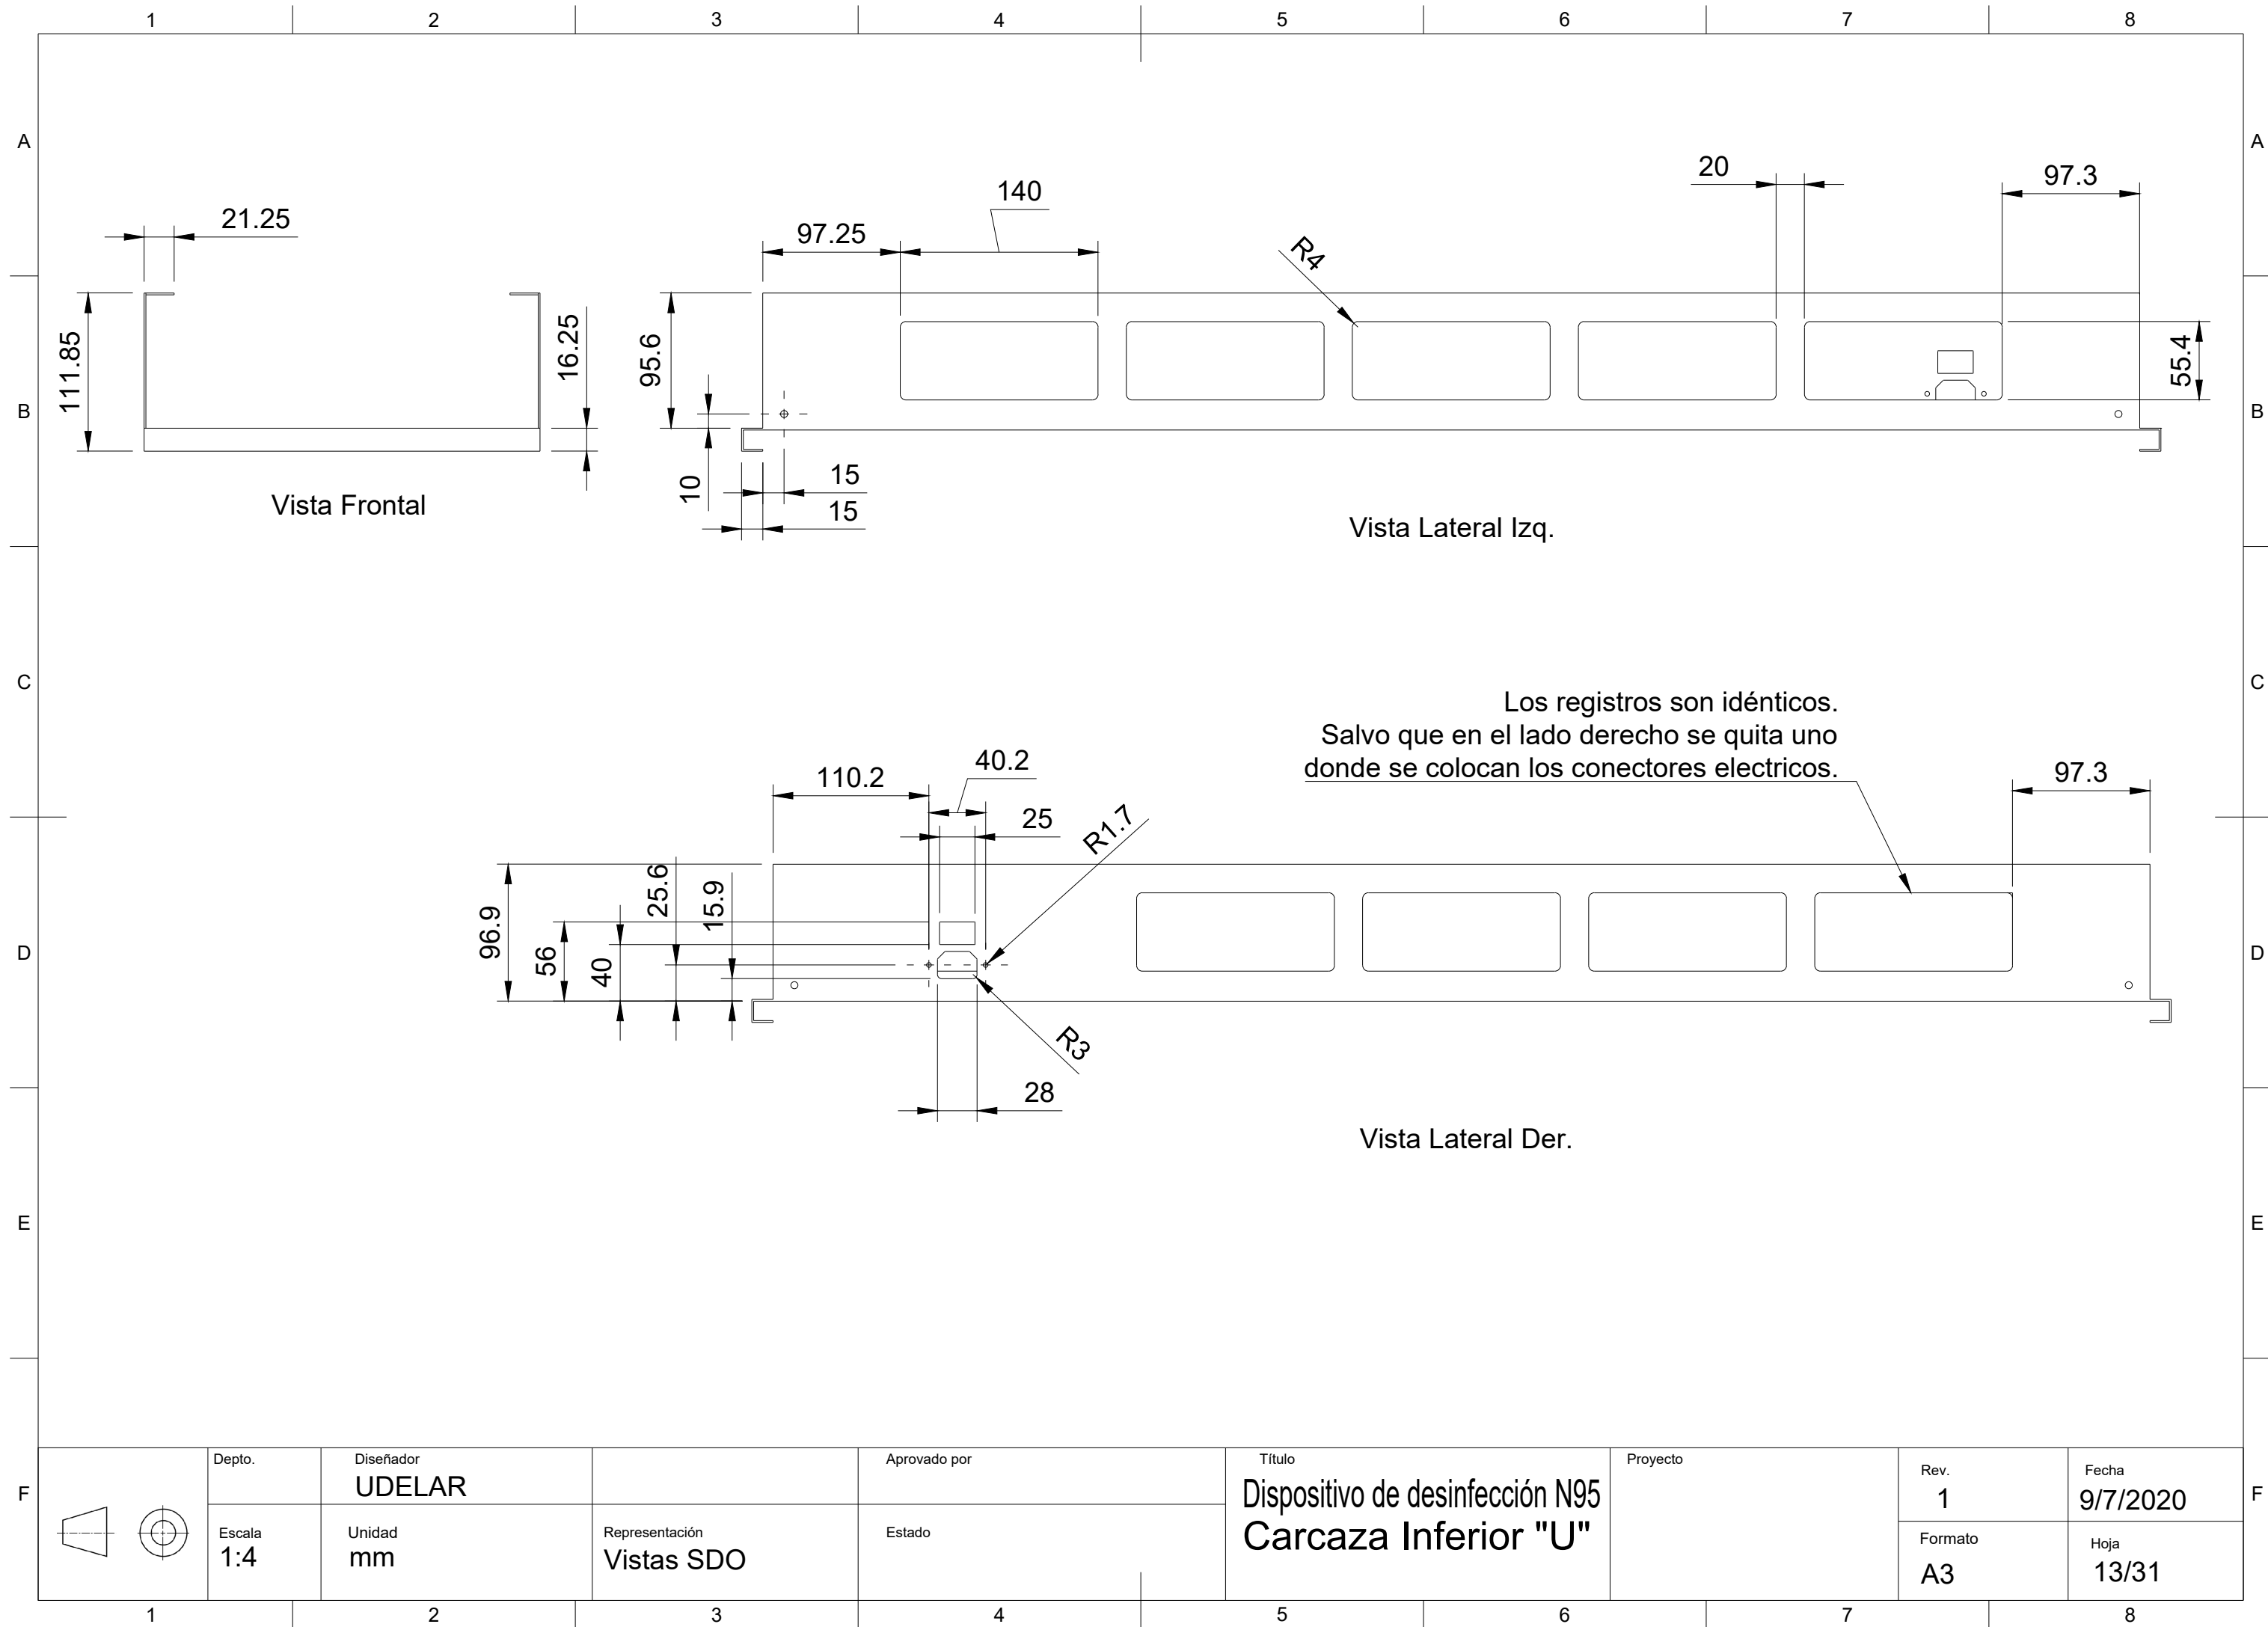 1 2 3 4 5 6 7 8
A A
20
97.3
140
21.25
97.25
R4
111.85
16.25
95.6
55.4
B B
10
15
15
Vista Frontal
Vista Lateral Izq.
C C
Los registros son idénticos.
Salvo que en el lado derecho se quita uno
donde se colocan los conectores electricos.
40.2
110.2
97.3
25
R1.7
25.6
15.9
96.9
56
40
D D
R3
28
Vista Lateral Der.
E E
F F
Depto.
Diseñador
UDELAR
Aprovado por
Título
Dispositivo de desinfección N95
Carcaza Inferior "U"
Proyecto
Rev.
1
Fecha
9/7/2020
Escala
1:4
Unidad
mm
Representación
Vistas SDO
Estado
Formato
A3
Hoja
13/31
1 2 3 4 5 6 7 8